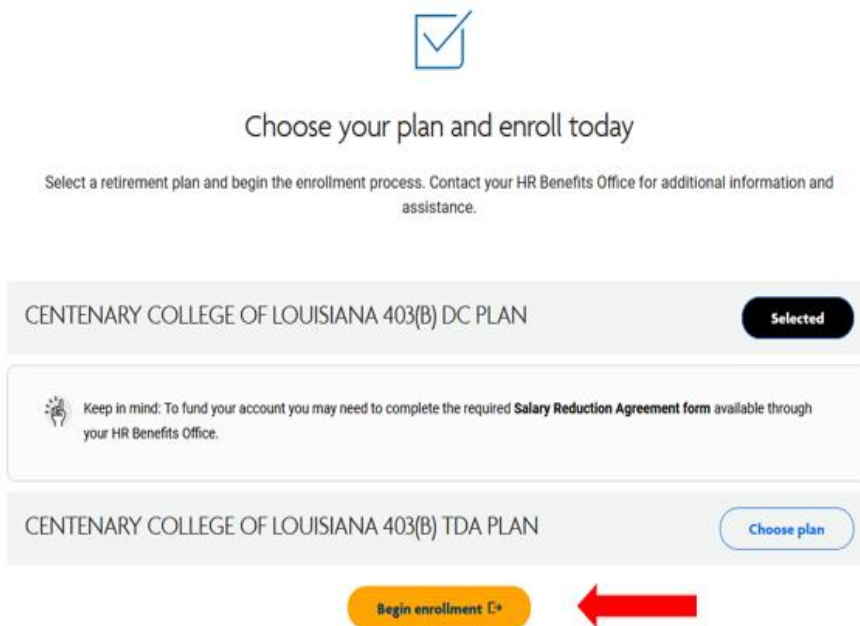 Choose your plan and enroll today
Select a retirement plan and begin the enrollment process. Contact your HR Benefits Office for additional information and
assistance.
CENTENARY COLLEGE OF LOUISIANA 403(B) DC PLAN
Selected
Keep in mind: To fund your account you may need to complete the required Salary Reduction Agreement form available through
your HR Benefits Office.
CENTENARY COLLEGE OF LOUISIANA 403(B) TDA PLAN
Choose plan
Begin enrollment